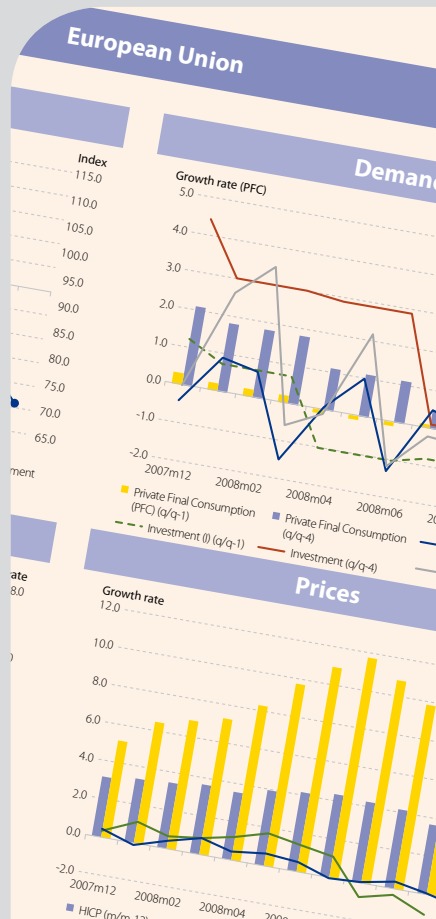 European Union
Index
115.0
110.0
105.0
100.0
95.0
90.0
85.0
80.0
75.0
70.0
65.0
ment
Demand
Growth rate (PFC)
5.0
4.0
3.0
2.0
1.0
0.0
-1.0
-2.0
2007m12
2008m02
2008m04
2008m06
Private Final Consumption
(PFC) (q/q-1)
Private Final Consumption
(q/q-4)
Investment (I) (q/q-1)
Investment (q/q-4)
rate
8.0
Prices
Growth rate
12.0
10.0
8.0
6.0
4.0
2.0
0.0
-2.0
2007m12
2008m02
2008m04
HICP (m/m-12)